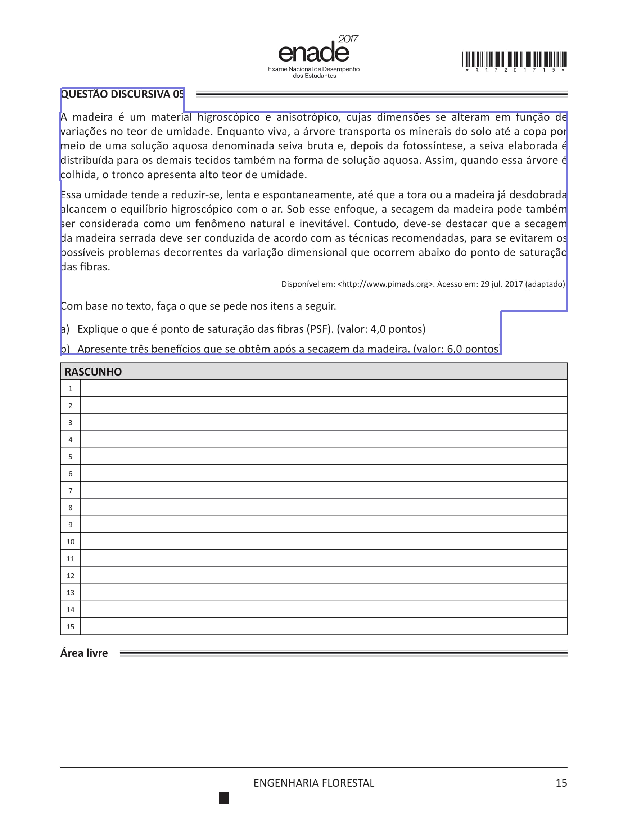 2017
enade
Exame Nacional de Desempenho
dos Estudantes
*R1720171５*
QUESTÃO DISCURSIVA 05
A madeira é um material higroscópico e anisotrópico, cujas dimensões se alteram em função de
variações no teor de umidade. Enquanto viva, a árvore transporta os minerais do solo até a copa por
meio de uma solução aquosa denominada seiva bruta e, depois da fotossíntese, a seiva elaborada é
distribuída para os demais tecidos também na forma de solução aquosa. Assim, quando essa árvore é
colhida, o tronco apresenta alto teor de umidade.
Essa umidade tende a reduzir-se, lenta e espontaneamente, até que a tora ou a madeira já desdobrada
alcancem o equilíbrio higroscópico com o ar. Sob esse enfoque, a secagem da madeira pode também
ser considerada como um fenômeno natural e inevitável. Contudo, deve-se destacar que a secagem
da madeira serrada deve ser conduzida de acordo com as técnicas recomendadas, para se evitarem os
possíveis problemas decorrentes da variação dimensional que ocorrem abaixo do ponto de saturação
das fibras.
Disponível em: <http://www.pimads.org>. Acesso em: 29 jul. 2017 (adaptado)
Com base no texto, faça o que se pede nos itens a seguir.
a) Explique o que é ponto de saturação das fibras (PSF). (valor: 4,0 pontos)
b) Apresente três benefícios que se obtêm após a secagem da madeira. (valor: 6,0 pontos)
RASCUNHO
1
2
3
4
5
6
7
8
9
10
11
12
13
14
15
Área livre
ENGENHARIA FLORESTAL
15